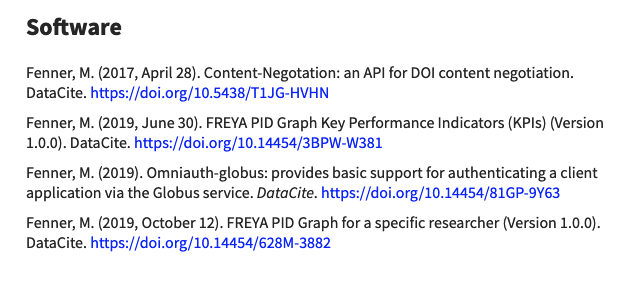 Software
Fenner, M. (2017, April 28). Content-Negotation: an API for DOI content negotiation.
DataCite. https://doi.org/10.5438/T1JG-HVHN
Fenner, M. (2019, June 30). FREYA PID Graph Key Performance Indicators (KPIs) (Version
1.0.0). DataCite. https://doi.org/10.14454/3BPW-W381
Fenner, M. (2019). Omniauth-globus: provides basic support for authenticating a client
application via the Globus service. DataCite. https://doi.org/10.14454/81GP-9Y63
Fenner, M. (2019, October 12). FREYA PID Graph for a specific researcher (Version 1.0.0).
DataCite. https://doi.org/10.14454/628M-3882